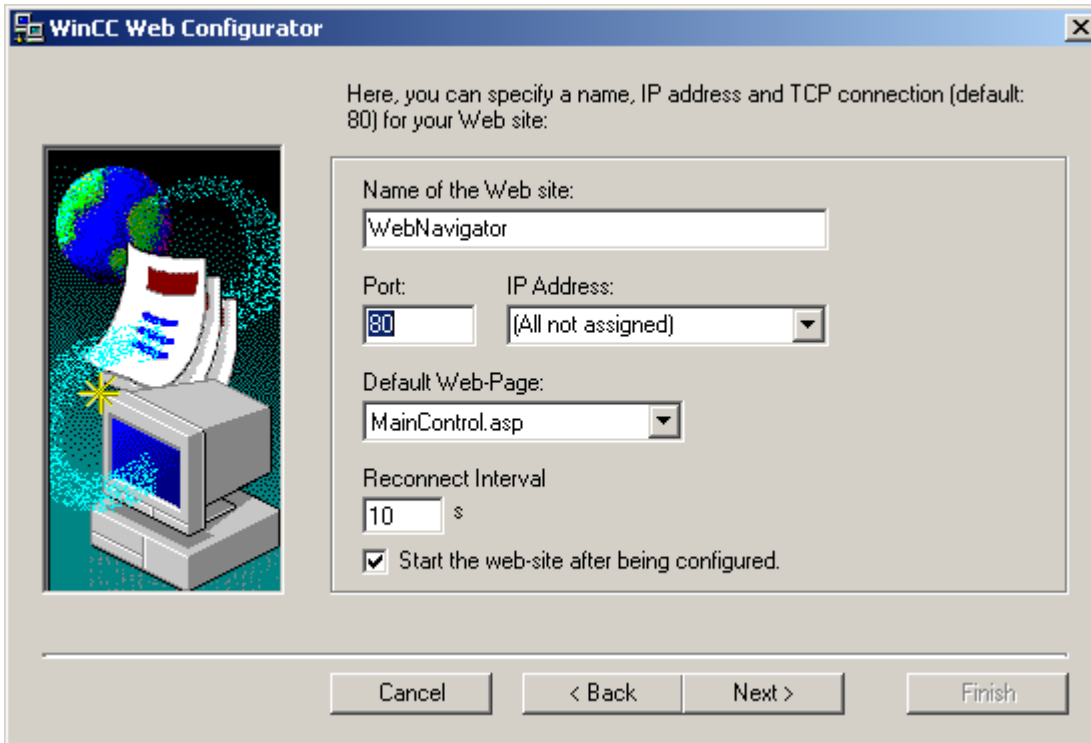 WinCC Web Configurator
Here, you can specify a name, IP address and TCP connection (default:
80) for your Web site:
Name of the Web site:
WebNavigator
Port:
IP Address:
80
(All not assigned)
Default Web-Page:
MainControl.asp
Reconnect Interval
10 s
Start the web-site after being configured.
Cancel
< Back
Next >
Finish